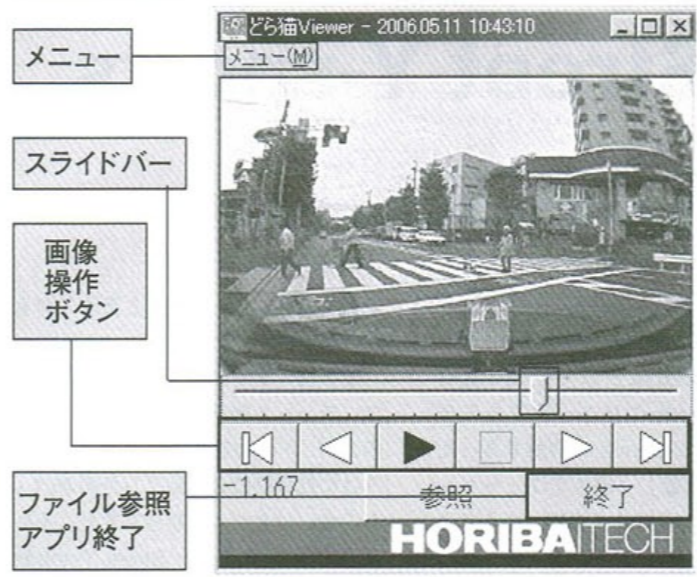 どら猫Viewer - 2006.05.11 10:43:10
メニュー
メニュー(M)
スライドバー
画像
操作
ボタン
ファイル参照
アプリ終了
-1.167
参照
終了
HORIBAITECH